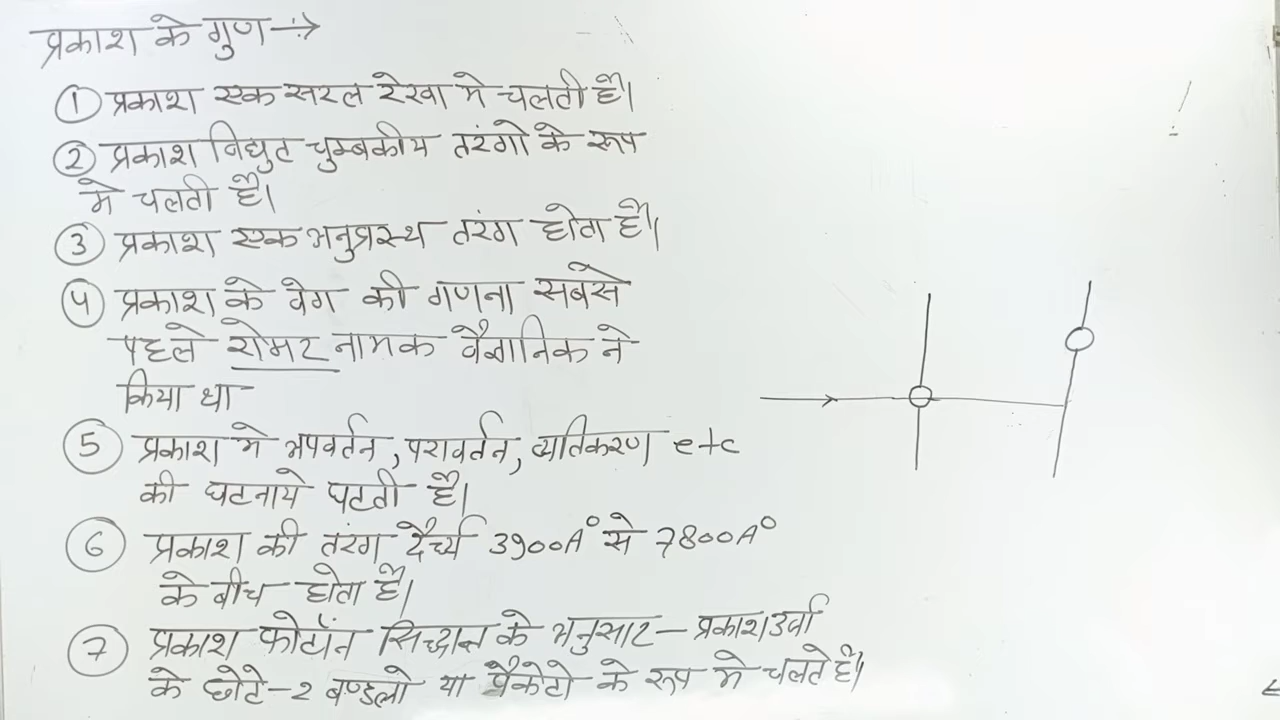 प्रकाश के गुण →
① प्रकाश एक सरल रेखा मे चलती है।
② प्रकाश विधुत चुम्बकीय तरंगो के रूप
मे चलती है।
③ प्रकाश एक अनुप्रस्थ तरंग होता है।
④ प्रकाश के वेग की गणना सबसे
पहले रोमर नामक वैज्ञानिक ने
किया था
⑤ प्रकाश मे अपवर्तन, परावर्तन, व्यतिकरण etc
की घटनाये घटती है।
⑥ प्रकाश की तंरग दैर्ध्य 3900A° से 7800A°
के बीच होता है।
⑦ प्रकाश फोटॉन सिद्धान्त के अनुसार - प्रकाश उर्जा
के छोटे-2 बण्डलो या पैकेटो के रूप मे चलते है।